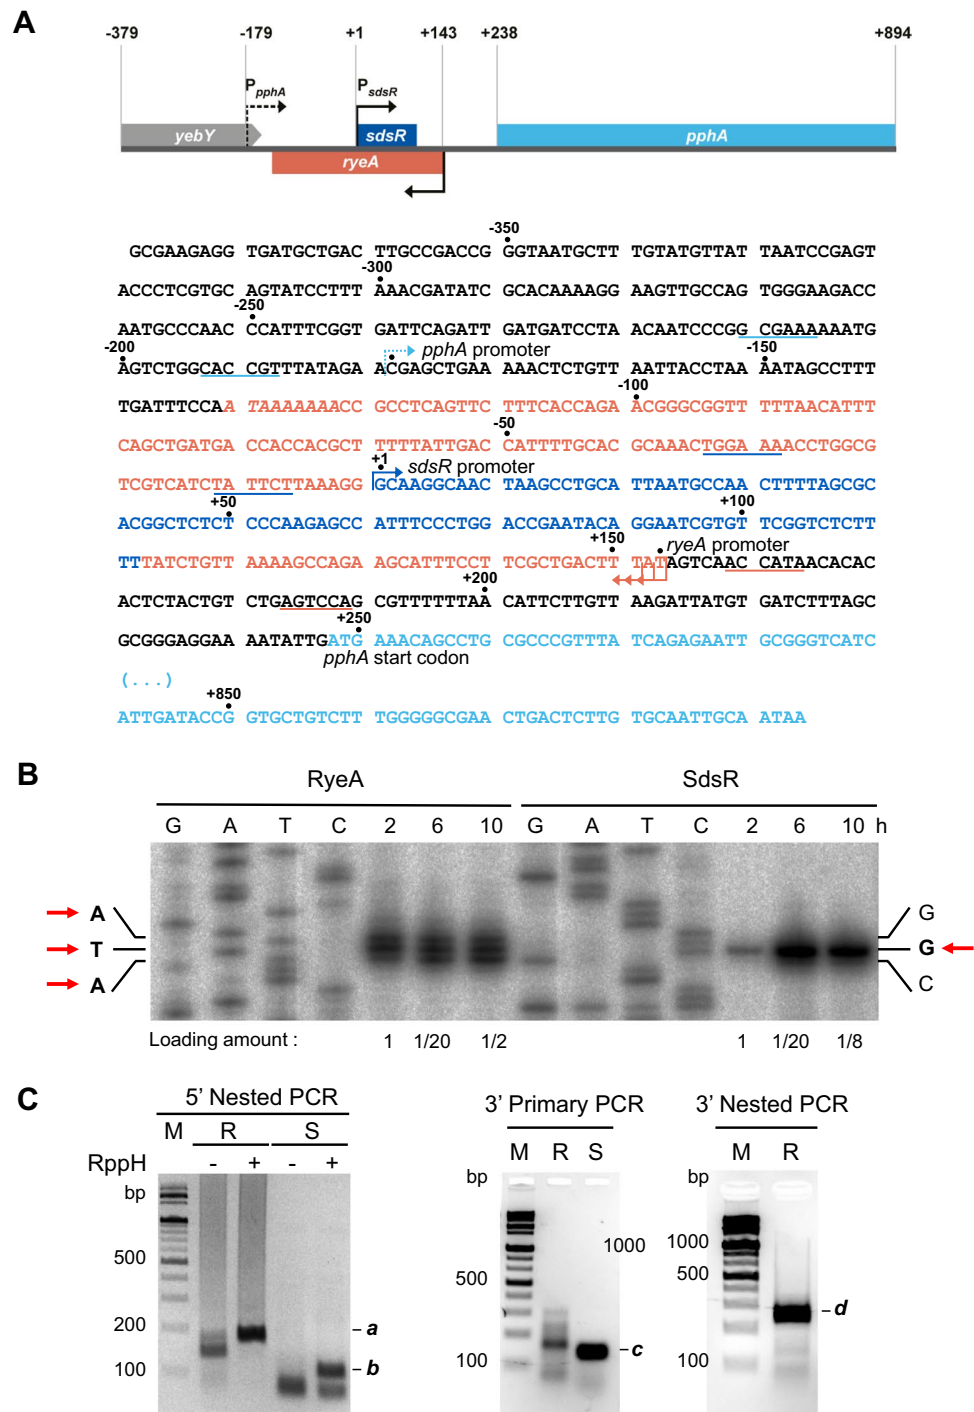 A
-379 -179 +1 +143 +238 +894
PpphA PsdsR
yebY sdsR pphA
ryeA
-350
GCGAAGAGG TGATGCTGAC TTGCCGACCG GGTAATGCTT TGTATGTTAT TAATCCGAGT
-300
ACCCTCGTGC AGTATCCTTT AAACGATATC GCACAAAAGG AAGTTGCCAG TGGGAAGACC
-250
AATGCCCAAC CCATTTCGGT GATTCAGATT GATGATCCTA ACAATCCCGG GCGAAAAATG
-200 pphA promoter -150
AGTCTGGCAC CGTTTATAGA ACGAGCTGAA AAACTCTGTT AATTACCTAA AATAGCCTTT
-100
TGATTTCCAA TAAAAAAACC GCCTCAGTTC TTTCACCAGA ACGGGCGGTT TTTAACATTT
-50
CAGCTGATGA CCACCACGCT TTTTATTGAC CATTTTGCAC GCAAACTGGA AAACCTGGCG
+1 sdsR promoter
TCGTCATCTA TTCTTAAAGG GCAAGGCAAC TAAGCCTGCA TTAATGCCAA CTTTTAGCGC
+50 +100
ACGGCTCTCT CCCAAGAGCC ATTTCCCTGG ACCGAATACA GGAATCGTGT TCGGTCTCTT
+150 ryeA promoter
TTTATCTGTT AAAAGCCAGA AGCATTTCCT TCGCTGACTT TATAGTCAAC CATAACACAC
+200
ACTCTACTGT CTGAGTCCAG CGTTTTTTAA CATTCTTGTT AAGATTATGT GATCTTTAGC
+250
GCGGGAGGAA AATATTGATG AAACAGCCTG CGCCCGTTTA TCAGAGAATT GCGGGTCATC
pphA start codon
(...)
+850
ATTGATACCG GTGCTGTCTT TGGGGGCGAA CTGACTCTTG TGCAATTGCA ATAA
B
RyeA SdsR
G A T C 2 6 10 G A T C 2 6 10 h
A G
T G
A C
Loading amount : 1 1/20 1/2 1 1/20 1/8
C
5' Nested PCR 3' Primary PCR 3' Nested PCR
M R S M R S M R
RppH - + - +
bp bp bp
500 200 100 a b
1000 500 100 c
1000 500 100 d